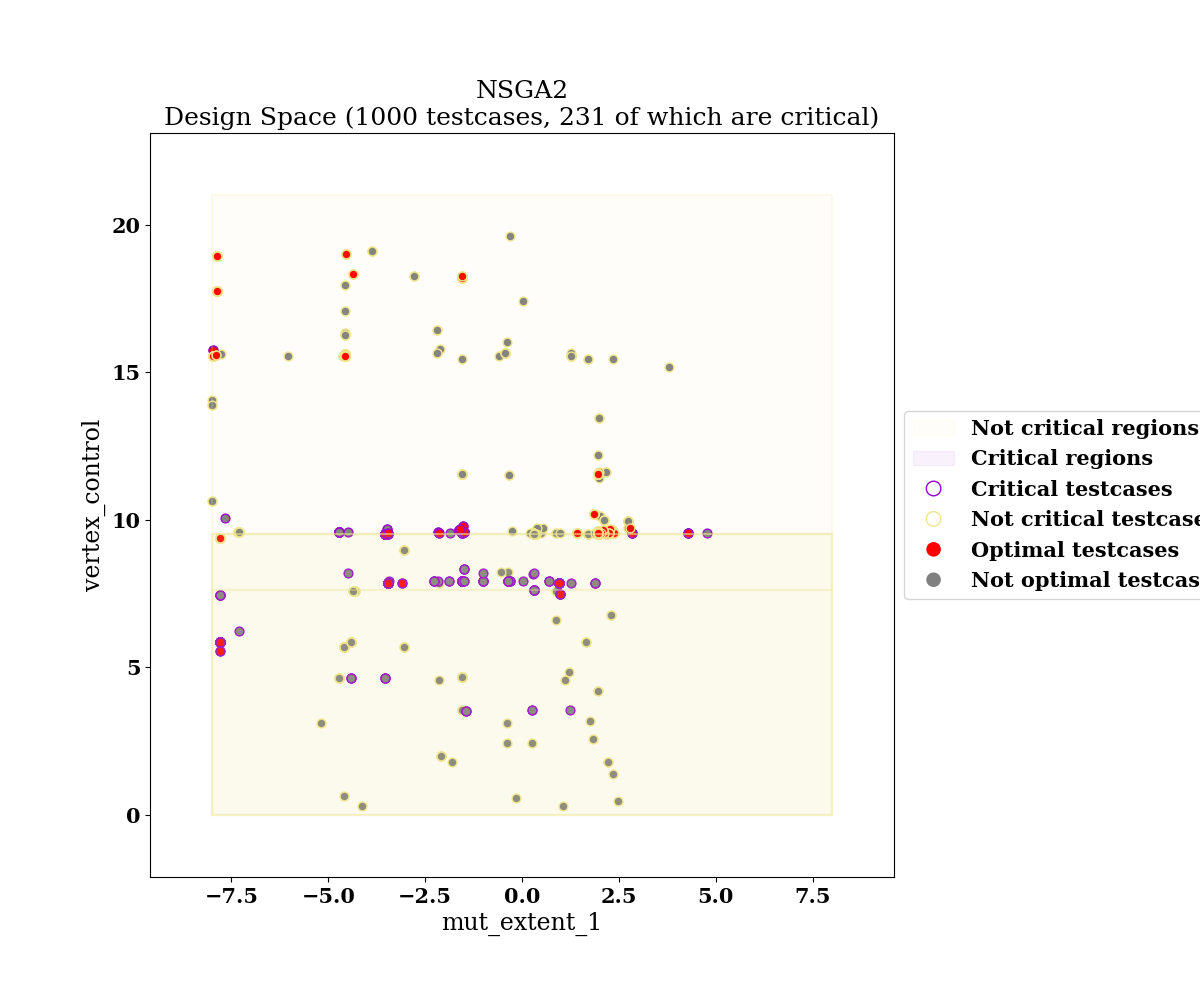 NSGA2
Design Space (1000 testcases, 231 of which are critical)
20
15
10
5
0
vertex_control
−7.5
−5.0
−2.5
0.0
2.5
5.0
7.5
mut_extent_1
Not critical regions
Critical regions
Critical testcases
Not critical testcase
Optimal testcases
Not optimal testcas